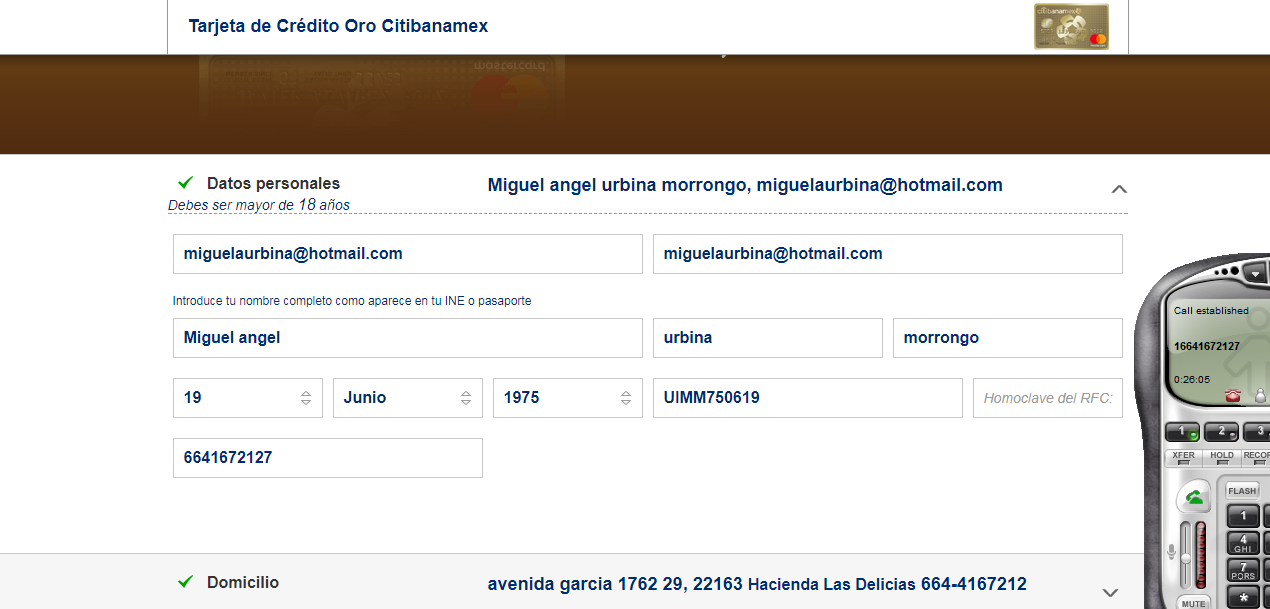 Tarjeta de Crédito Oro Citibanamex
citibanamex
mastercard
Datos personales
Miguel angel urbina morrongo, miguelaurbina@hotmail.com
Debes ser mayor de 18 años
miguelaurbina@hotmail.com miguelaurbina@hotmail.com
Introduce tu nombre completo como aparece en tu INE o pasaporte
Miguel angel urbina morrongo
19 Junio 1975 UIMM750619 Homoclave del RFC:
6641672127
Domicilio
avenida garcia 1762 29, 22163 Hacienda Las Delicias 664-4167212
Call established
16641672127
0:26:05
1 2 3
XFER HOLD RECOR
FLASH
1
4
GHI
7
PQRS
*
MUTE